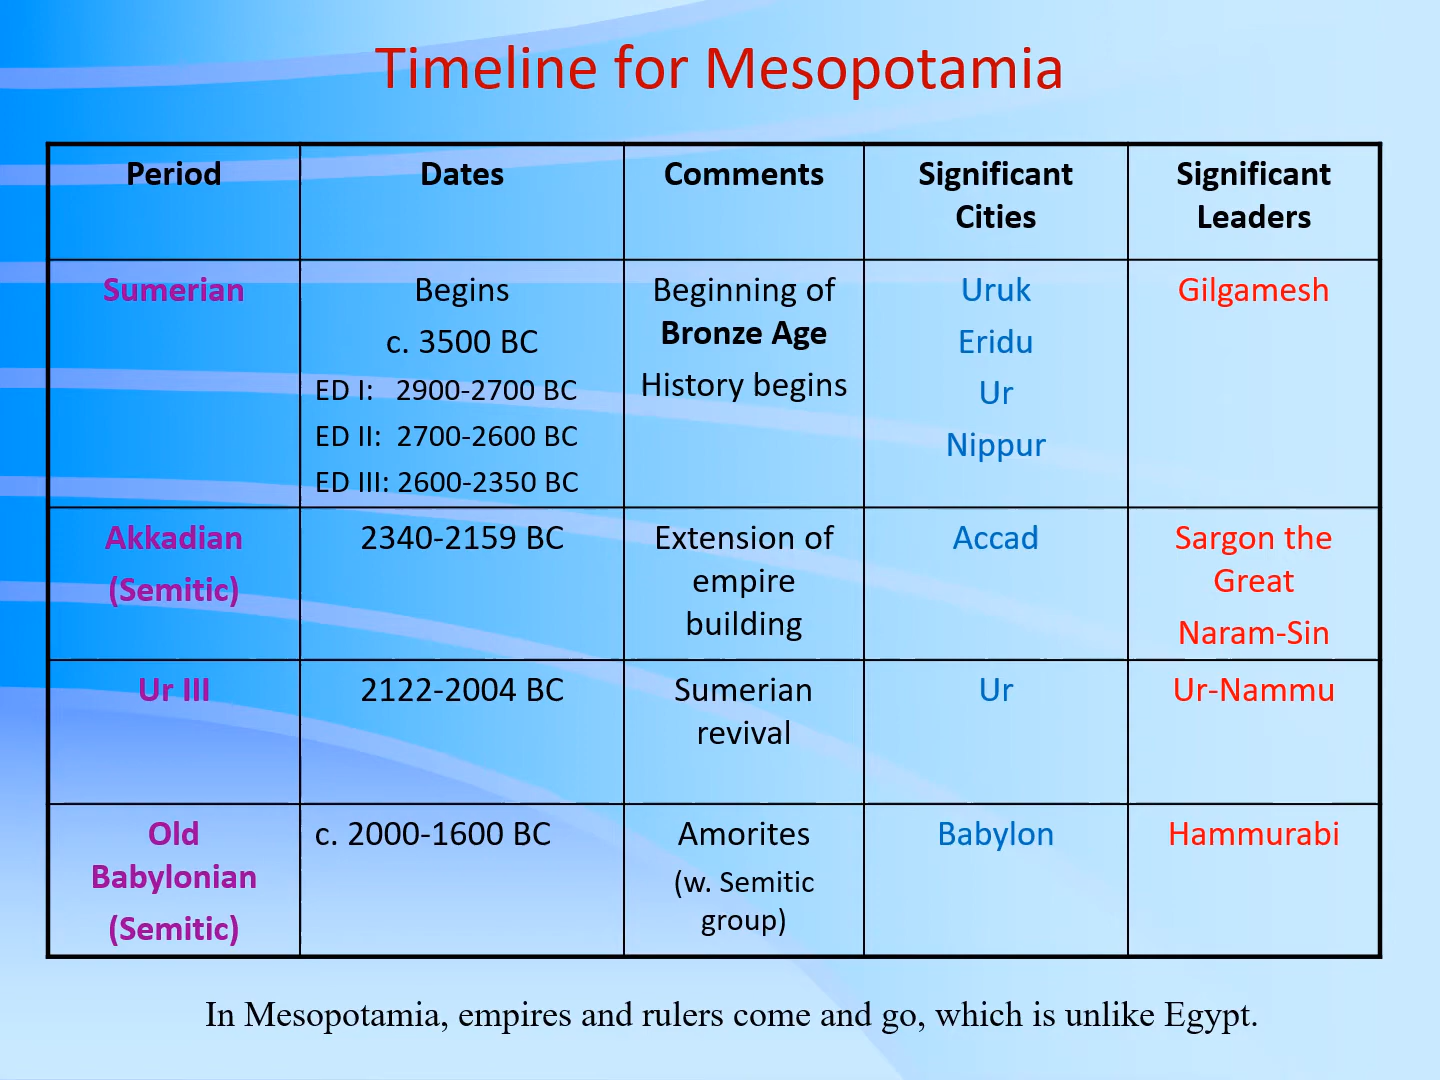 Timeline for Mesopotamia
Period
Dates
Comments
Significant
Cities
Significant
Leaders
Sumerian
Begins
c. 3500 BC
ED I: 2900-2700 BC
ED II: 2700-2600 BC
ED III: 2600-2350 BC
Beginning of
Bronze Age
History begins
Uruk
Eridu
Ur
Nippur
Gilgamesh
Akkadian
(Semitic)
2340-2159 BC
Extension of
empire
building
Accad
Sargon the
Great
Naram-Sin
Ur III
2122-2004 BC
Sumerian
revival
Ur
Ur-Nammu
Old
Babylonian
(Semitic)
c. 2000-1600 BC
Amorites
(w. Semitic
group)
Babylon
Hammurabi
In Mesopotamia, empires and rulers come and go, which is unlike Egypt.